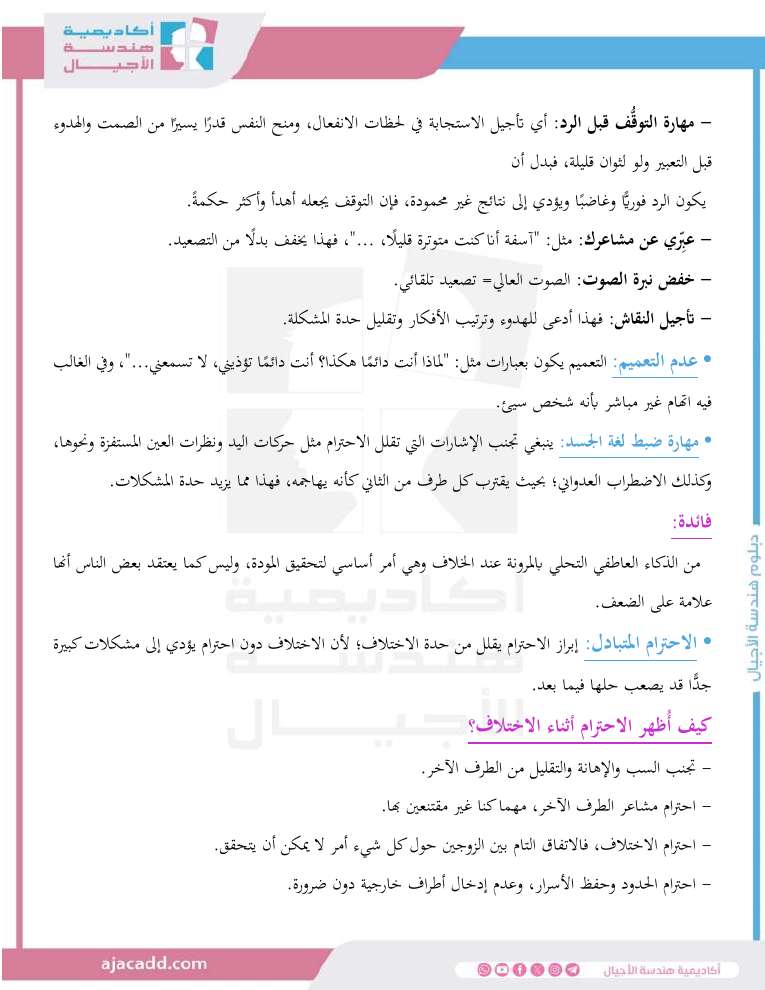 أكاديمية
هندسة
الأجيال
– مهارة التوقُّف قبل الرد: أي تأجيل الاستجابة في لحظات الانفعال، ومنح النفس قدرًا يسيرًا من الصمت والهدوء
قبل التعبير ولو لثوان قليلة، فبدل أن
يكون الرد فوريًّا وغاضبًا ويؤدي إلى نتائج غير محمودة، فإن التوقف يجعله أهدأ وأكثر حكمةً.
– عبِّري عن مشاعرك: مثل: "آسفة أنا كنت متوترة قليلًا، ..."، فهذا يخفف بدلًا من التصعيد.
– خفض نبرة الصوت: الصوت العالي= تصعيد تلقائي.
– تأجيل النقاش: فهذا أدعى للهدوء وترتيب الأفكار وتقليل حدة المشكلة.
• عدم التعميم: التعميم يكون بعبارات مثل: "لماذا أنت دائمًا هكذا؟ أنت دائمًا تؤذيني، لا تسمعني..."، وفي الغالب
فيه اتهام غير مباشر بأنه شخص سيئ.
• مهارة ضبط لغة الجسد: ينبغي تجنب الإشارات التي تقلل الاحترام مثل حركات اليد ونظرات العين المستفزة ونحوها،
وكذلك الاضطراب العدواني؛ بحيث يقترب كل طرف من الثاني كأنه يهاجمه، فهذا مما يزيد حدة المشكلات.
فائدة:
من الذكاء العاطفي التحلي بالمرونة عند الخلاف وهي أمر أساسي لتحقيق المودة، وليس كما يعتقد بعض الناس أنها
علامة على الضعف.
• الاحترام المتبادل: إبراز الاحترام يقلل من حدة الاختلاف؛ لأن الاختلاف دون احترام يؤدي إلى مشكلات كبيرة
جدًّا قد يصعب حلها فيما بعد.
كيف أُظهر الاحترام أثناء الاختلاف؟
– تجنب السب والإهانة والتقليل من الطرف الآخر.
– احترام مشاعر الطرف الآخر، مهما كنا غير مقتنعين بها.
– احترام الاختلاف، فالاتفاق التام بين الزوجين حول كل شيء أمر لا يمكن أن يتحقق.
– احترام الحدود وحفظ الأسرار، وعدم إدخال أطراف خارجية دون ضرورة.
دبلوم هندسة الأجيال
أكاديمية
هندسة
الأجيال
أكاديمية هندسة الأجيال
ajacadd.com